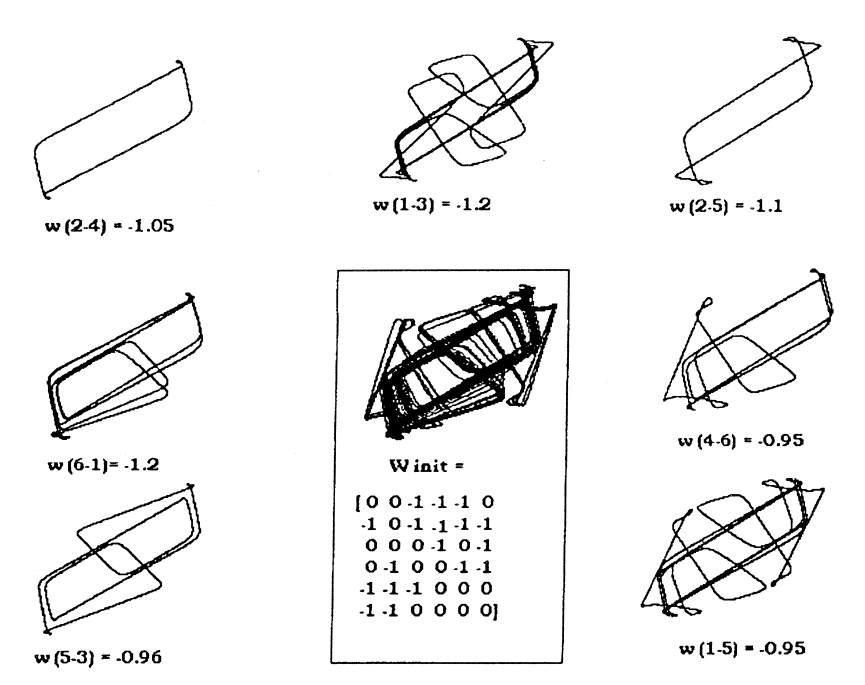 w (2-4) = -1.05
w (1-3) = -1.2
w (2-5) = -1.1
w (6-1)= -1.2
W init =
w (4-6) = -0.95
[ 0 0 -1 -1 -1 0
-1 0 -1 -1 -1 -1
0 0 0 -1 0 -1
0 -1 0 0 -1 -1
-1 -1 -1 0 0 0
-1 -1 0 0 0 0]
w (5-3) = -0.96
w (1-5) = -0.95